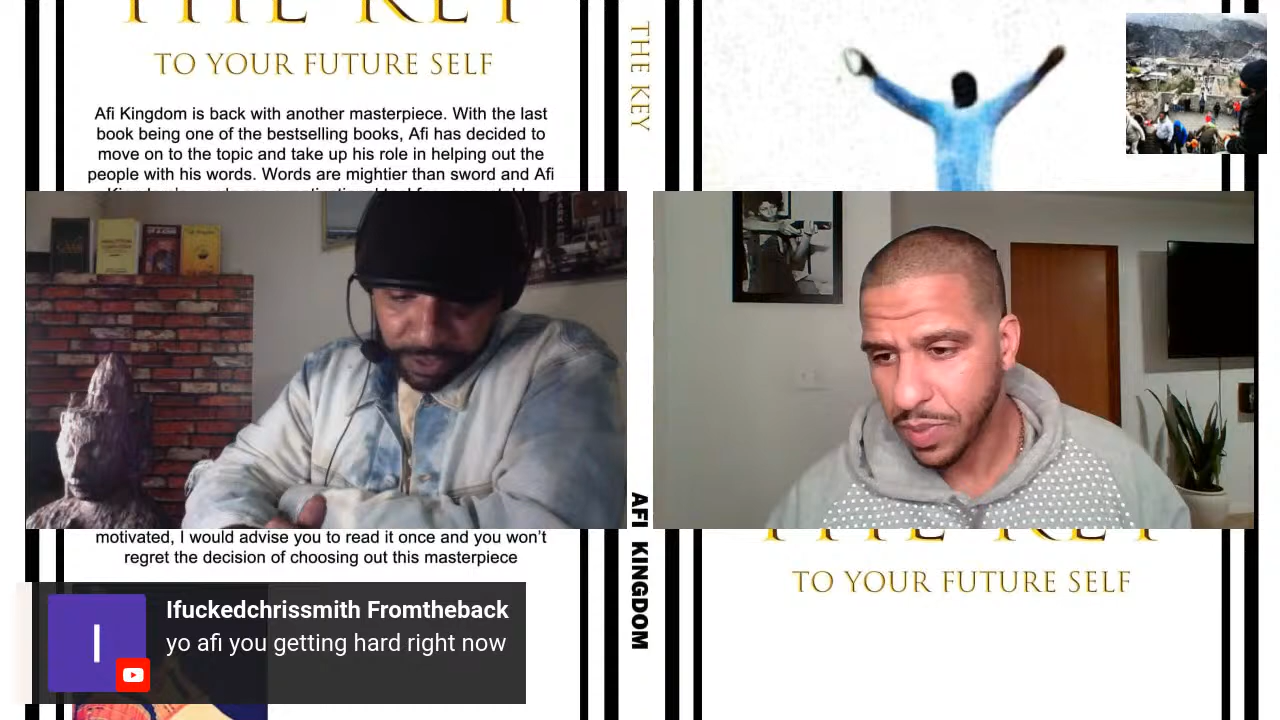 THE KEY
TO YOUR FUTURE SELF
Afi Kingdom is back with another masterpiece. With the last
book being one of the bestselling books, Afi has decided to
move on to the topic and take up his role in helping out the
people with his words. Words are mightier than sword and Afi
motivated, I would advise you to read it once and you won’t
regret the decision of choosing out this masterpiece
Ifuckedchrissmith Fromtheback
yo afi you getting hard right now
I
THE KEY
AFI KINGDOM
THE KEY
TO YOUR FUTURE SELF